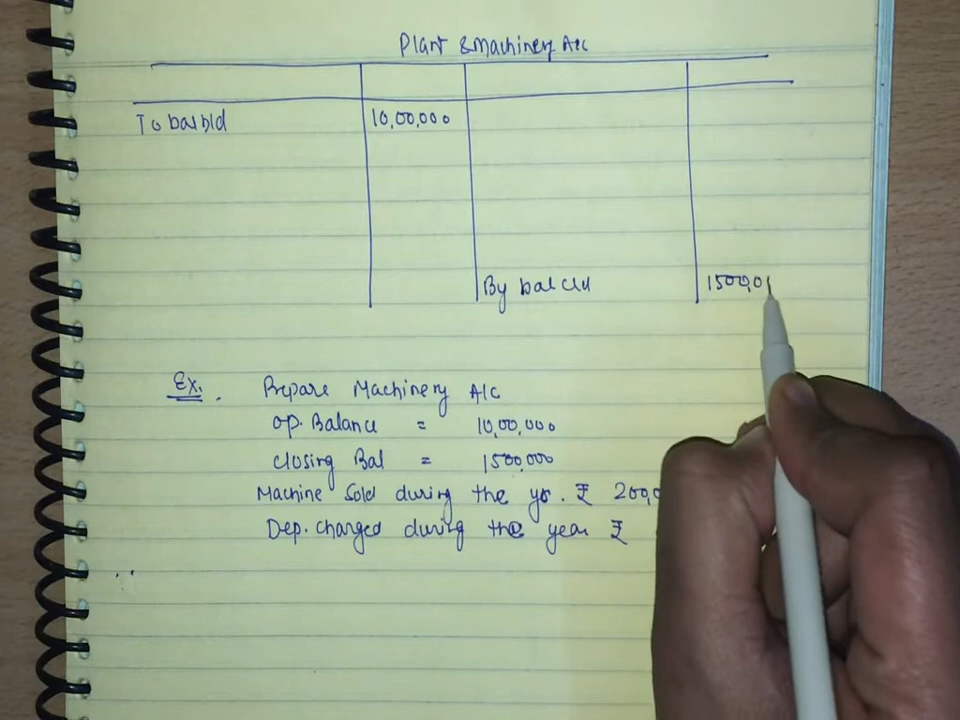 Plant & Machinery A/c
To bal b/d 10,00,000
By bal c/d 1500,0
Ex. Prepare Machinery A/C
op. Balance = 10,00,000
closing Bal = 1500,000
Machine Sold during the yr. ₹ 200,0
Dep. charged during the year ₹